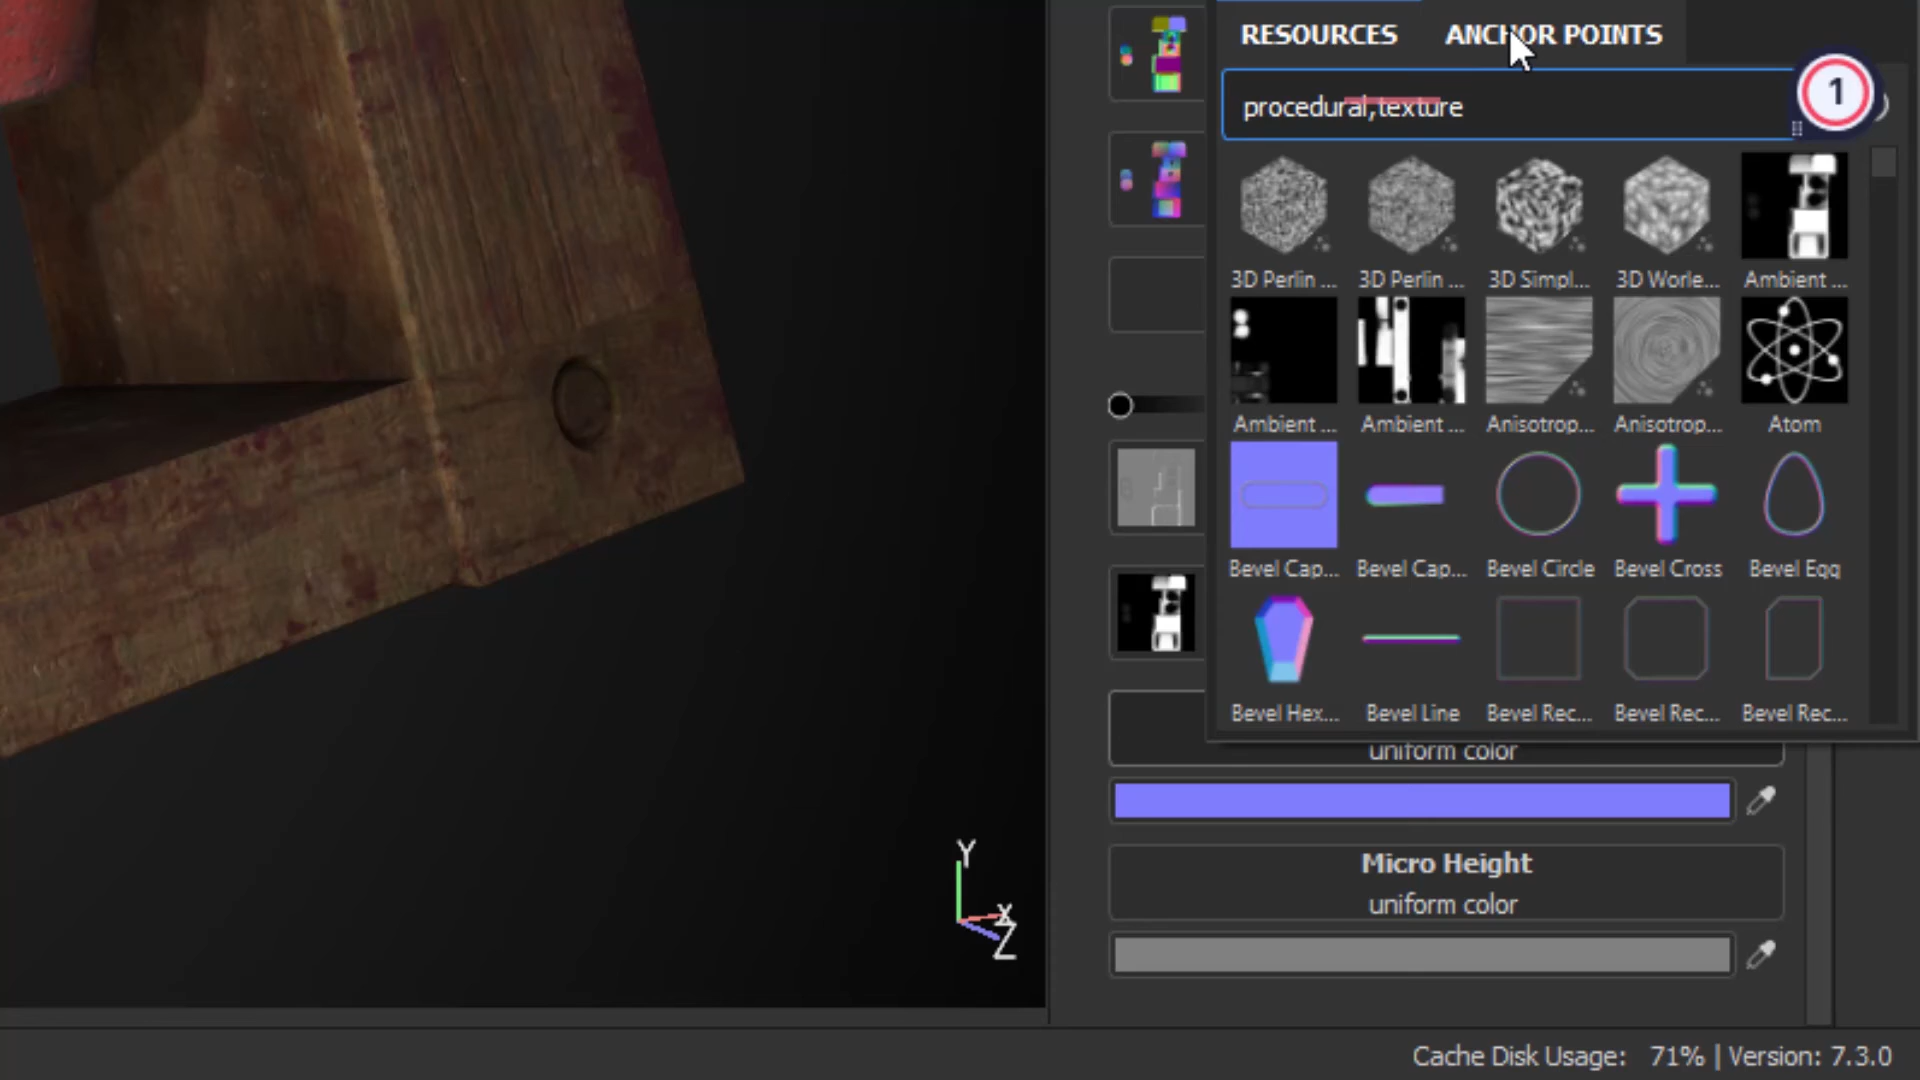 RESOURCES ANCHOR POINTS
procedural,texture
1
3D Perlin ... 3D Perlin ... 3D Simpl... 3D Worle... Ambient ...
Ambient ... Ambient ... Anisotrop... Anisotrop... Atom
Bevel Cap... Bevel Cap... Bevel Circle Bevel Cross Bevel Egg
Bevel Hex... Bevel Line Bevel Rec... Bevel Rec... Bevel Rec...
uniform color
Micro Height
uniform color
Y
X
Z
Cache Disk Usage: 71% | Version: 7.3.0